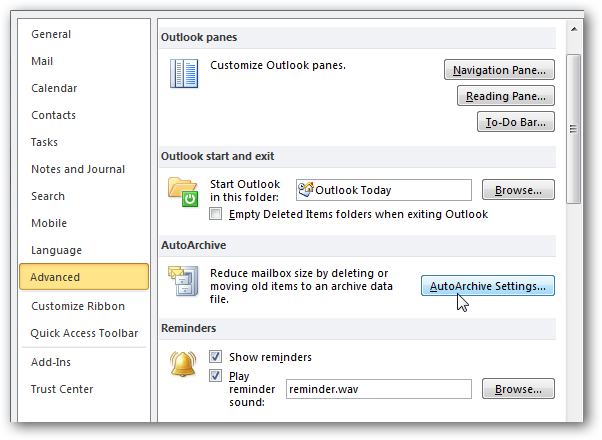 General
Mail
Calendar
Contacts
Tasks
Notes and Journal
Search
Mobile
Language
Advanced
Customize Ribbon
Quick Access Toolbar
Add-Ins
Trust Center
Outlook panes
Customize Outlook panes.
Navigation Pane...
Reading Pane...
To-Do Bar...
Outlook start and exit
Start Outlook
in this folder:
Outlook Today
Browse...
Empty Deleted Items folders when exiting Outlook
AutoArchive
Reduce mailbox size by deleting or
moving old items to an archive data
file.
AutoArchive Settings...
Reminders
Show reminders
Play
reminder
sound:
reminder.wav
Browse...